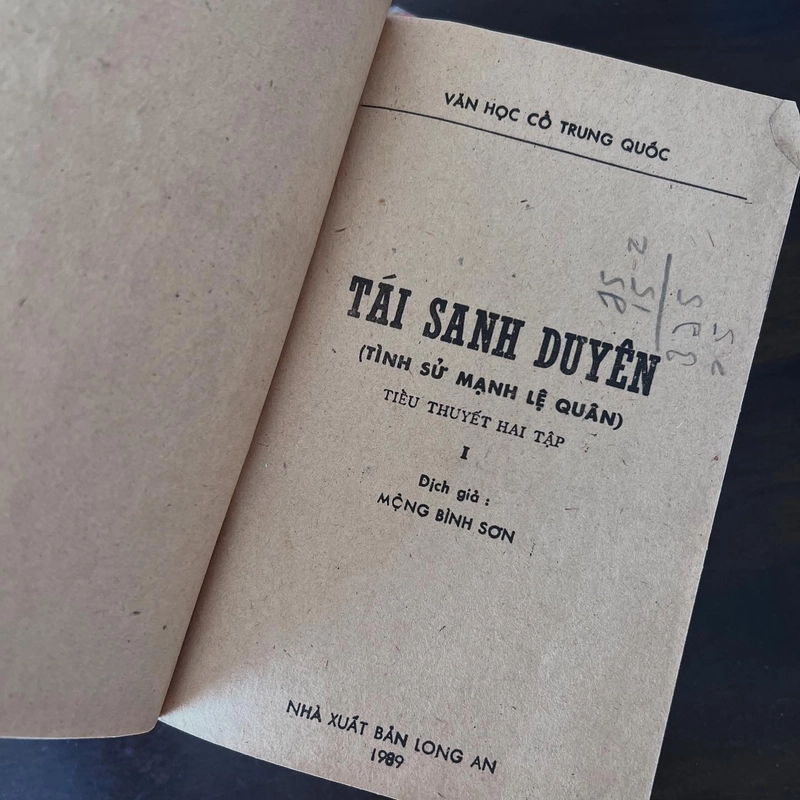 VĂN HỌC CỔ TRUNG QUỐC
TÁI SANH DUYÊN
(TÌNH SỬ MẠNH LỆ QUÂN)
TIỂU THUYẾT HAI TẬP
I
Dịch giả :
MỘNG BÌNH SƠN
NHÀ XUẤT BẢN LONG AN
1989